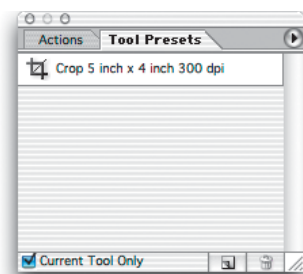 Actions Tool Presets
Crop 5 inch x 4 inch 300 dpi
Current Tool Only